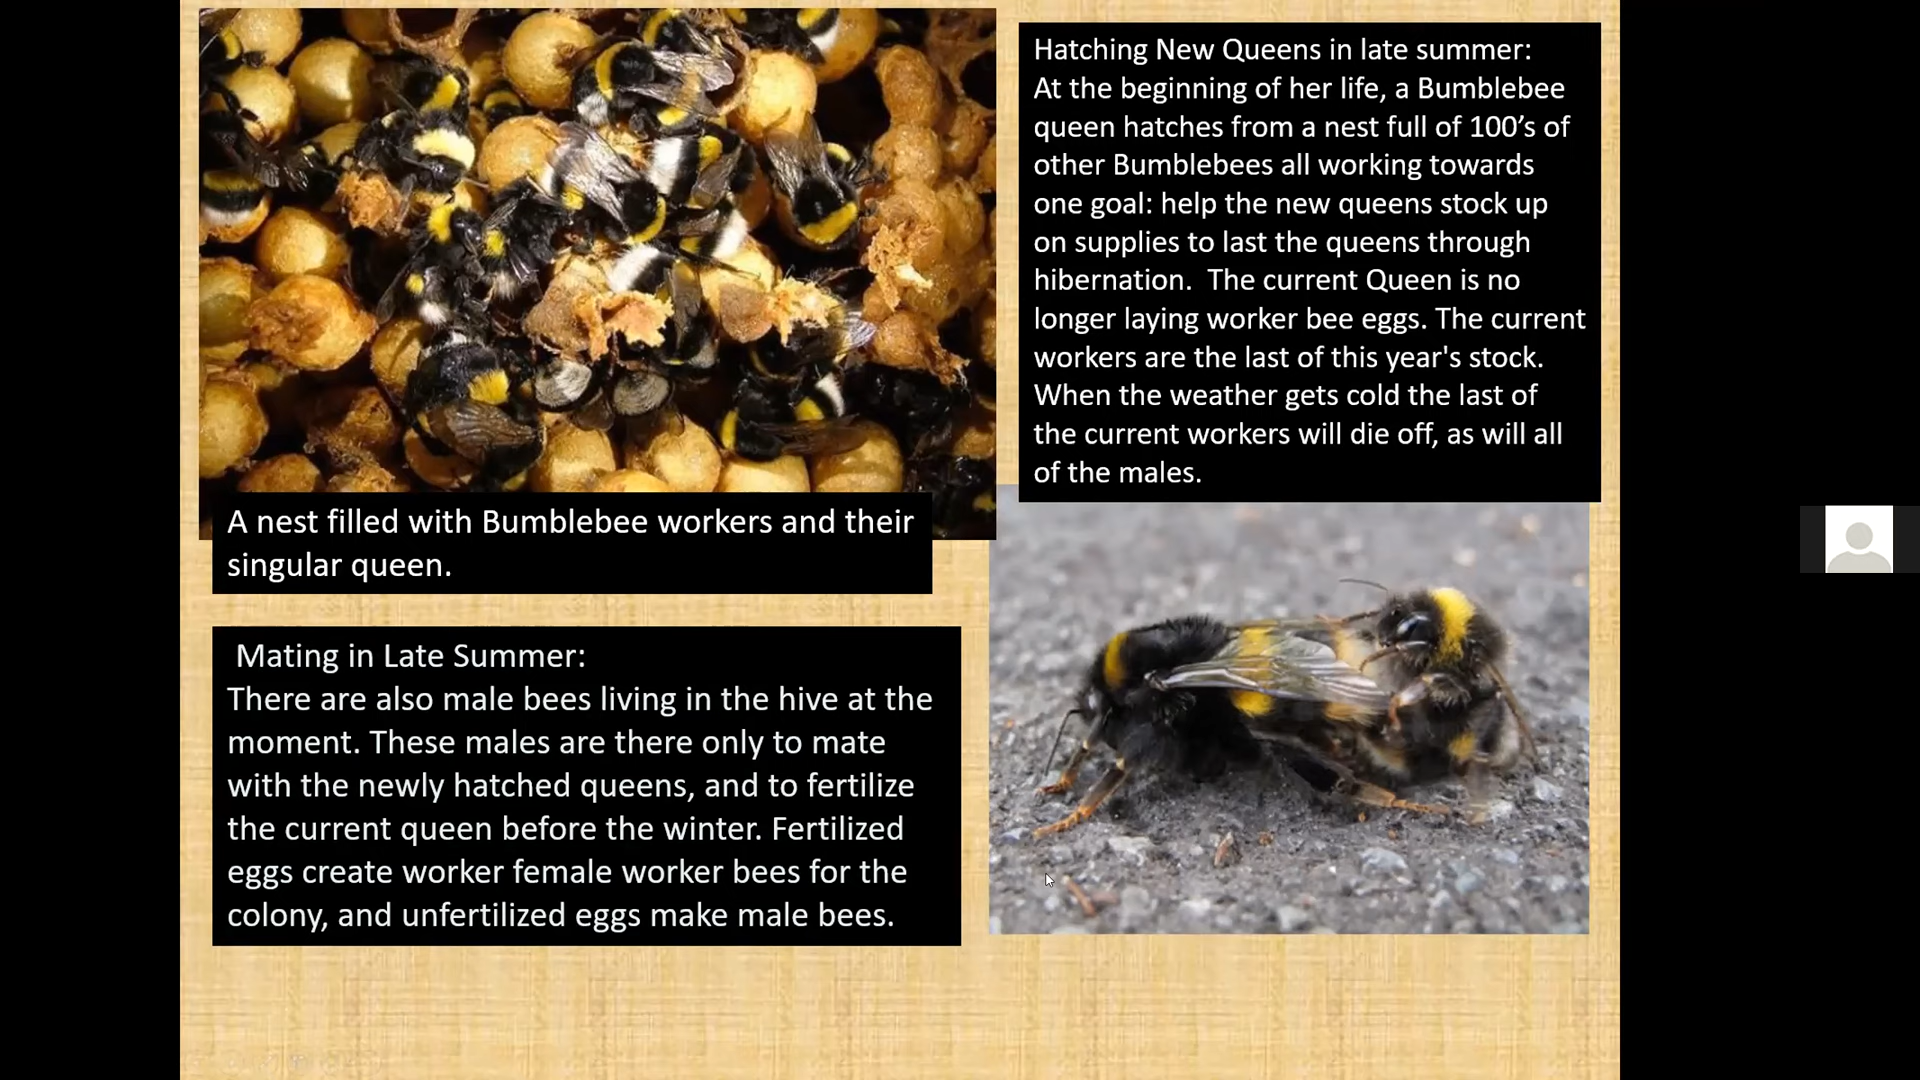 Hatching New Queens in late summer:
At the beginning of her life, a Bumblebee
queen hatches from a nest full of 100’s of
other Bumblebees all working towards
one goal: help the new queens stock up
on supplies to last the queens through
hibernation.  The current Queen is no
longer laying worker bee eggs. The current
workers are the last of this year's stock.
When the weather gets cold the last of
the current workers will die off, as will all
of the males.
A nest filled with Bumblebee workers and their
singular queen.
Mating in Late Summer:
There are also male bees living in the hive at the
moment. These males are there only to mate
with the newly hatched queens, and to fertilize
the current queen before the winter. Fertilized
eggs create worker female worker bees for the
colony, and unfertilized eggs make male bees.